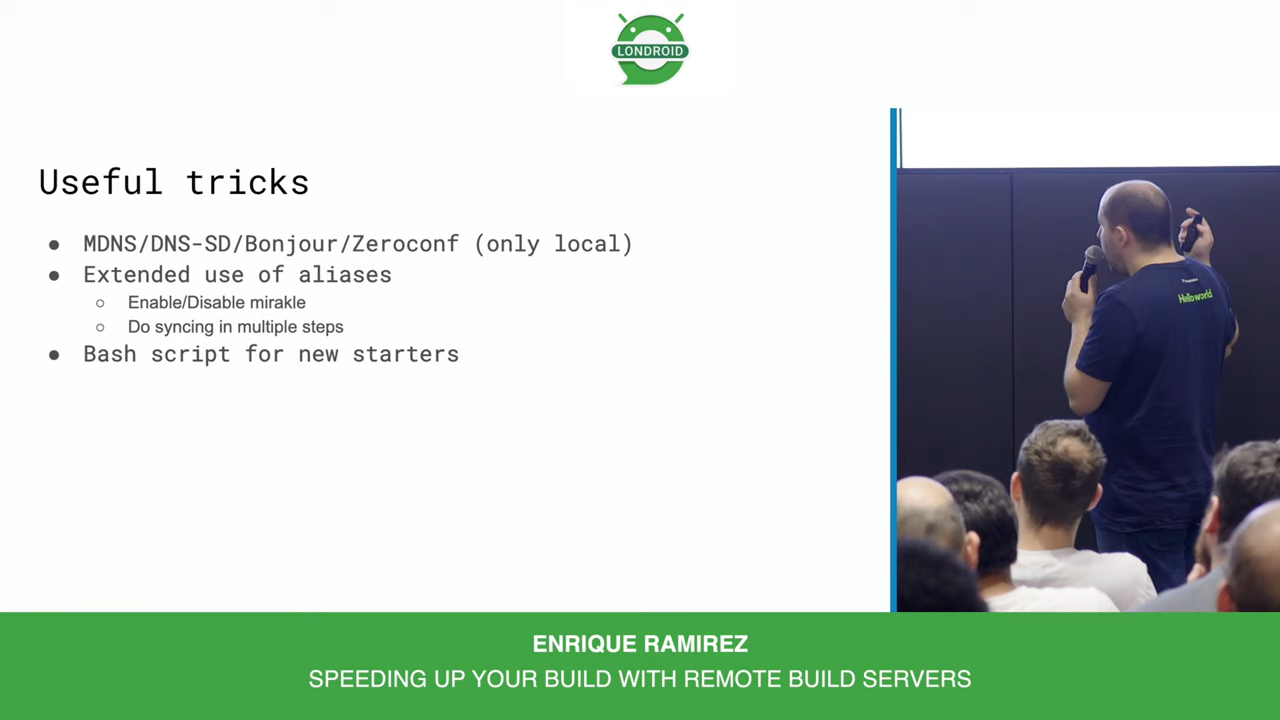 LONDROID
Useful tricks
● MDNS/DNS-SD/Bonjour/Zeroconf (only local)
● Extended use of aliases
○ Enable/Disable mirakle
○ Do syncing in multiple steps
● Bash script for new starters
Helloworld
ENRIQUE RAMIREZ
SPEEDING UP YOUR BUILD WITH REMOTE BUILD SERVERS